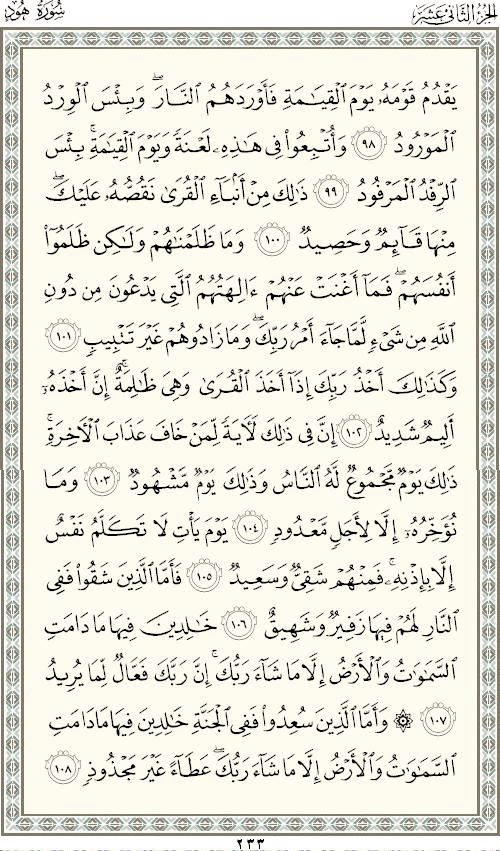 الجزء الثاني عشر
سورة هود
يَقْدُمُ قَوْمَهُۥ يَوْمَ ٱلْقِيَٰمَةِ فَأَوْرَدَهُمُ ٱلنَّارَ ۖ وَبِئْسَ ٱلْوِرْدُ
ٱلْمَوْرُودُ ٩٨ وَأُتْبِعُوا۟ فِى هَٰذِهِۦ لَعْنَةً وَيَوْمَ ٱلْقِيَٰمَةِ ۚ بِئْسَ
ٱلرِّفْدُ ٱلْمَرْفُودُ ٩٩ ذَٰلِكَ مِنْ أَنۢبَآءِ ٱلْقُرَىٰ نَقُصُّهُۥ عَلَيْكَ ۖ
مِنْهَا قَآئِمٌ وَحَصِيدٌ ١٠٠ وَمَا ظَلَمْنَٰهُمْ وَلَٰكِن ظَلَمُوٓا۟
أَنفُسَهُمْ ۖ فَمَآ أَغْنَتْ عَنْهُمْ ءَالِهَتُهُمُ ٱلَّتِى يَدْعُونَ مِن دُونِ
ٱللَّهِ مِن شَىْءٍ لَّمَّا جَآءَ أَمْرُ رَبِّكَ ۖ وَمَا زَادُوهُمْ غَيْرَ تَتْبِيبٍ ١٠١
وَكَذَٰلِكَ أَخْذُ رَبِّكَ إِذَآ أَخَذَ ٱلْقُرَىٰ وَهِىَ ظَٰلِمَةٌ ۚ إِنَّ أَخْذَهُۥٓ
أَلِيمٌ شَدِيدٌ ١٠٢ إِنَّ فِى ذَٰلِكَ لَءَايَةً لِّمَنْ خَافَ عَذَابَ ٱلْءَاخِرَةِ ۚ
ذَٰلِكَ يَوْمٌ مَّجْمُوعٌ لَّهُ ٱلنَّاسُ وَذَٰلِكَ يَوْمٌ مَّشْهُودٌ ١٠٣ وَمَا
نُؤَخِّرُهُۥٓ إِلَّا لِأَجَلٍ مَّعْدُودٍ ١٠٤ يَوْمَ يَأْتِ لَا تَكَلَّمُ نَفْسٌ
إِلَّا بِإِذْنِهِۦ ۚ فَمِنْهُمْ شَقِىٌّ وَسَعِيدٌ ١٠٥ فَأَمَّا ٱلَّذِينَ شَقُوا۟ فَفِى
ٱلنَّارِ لَهُمْ فِيهَا زَفِيرٌ وَشَهِيقٌ ١٠٦ خَٰلِدِينَ فِيهَا مَا دَامَتِ
ٱلسَّمَٰوَٰتُ وَٱلْأَرْضُ إِلَّا مَا شَآءَ رَبُّكَ ۚ إِنَّ رَبَّكَ فَعَّالٌ لِّمَا يُرِيدُ
١٠٧ ۞ وَأَمَّا ٱلَّذِينَ سُعِدُوا۟ فَفِى ٱلْجَنَّةِ خَٰلِدِينَ فِيهَا مَا دَامَتِ
ٱلسَّمَٰوَٰتُ وَٱلْأَرْضُ إِلَّا مَا شَآءَ رَبُّكَ ۖ عَطَآءً غَيْرَ مَجْذُوذٍ ١٠٨
٢٣٣